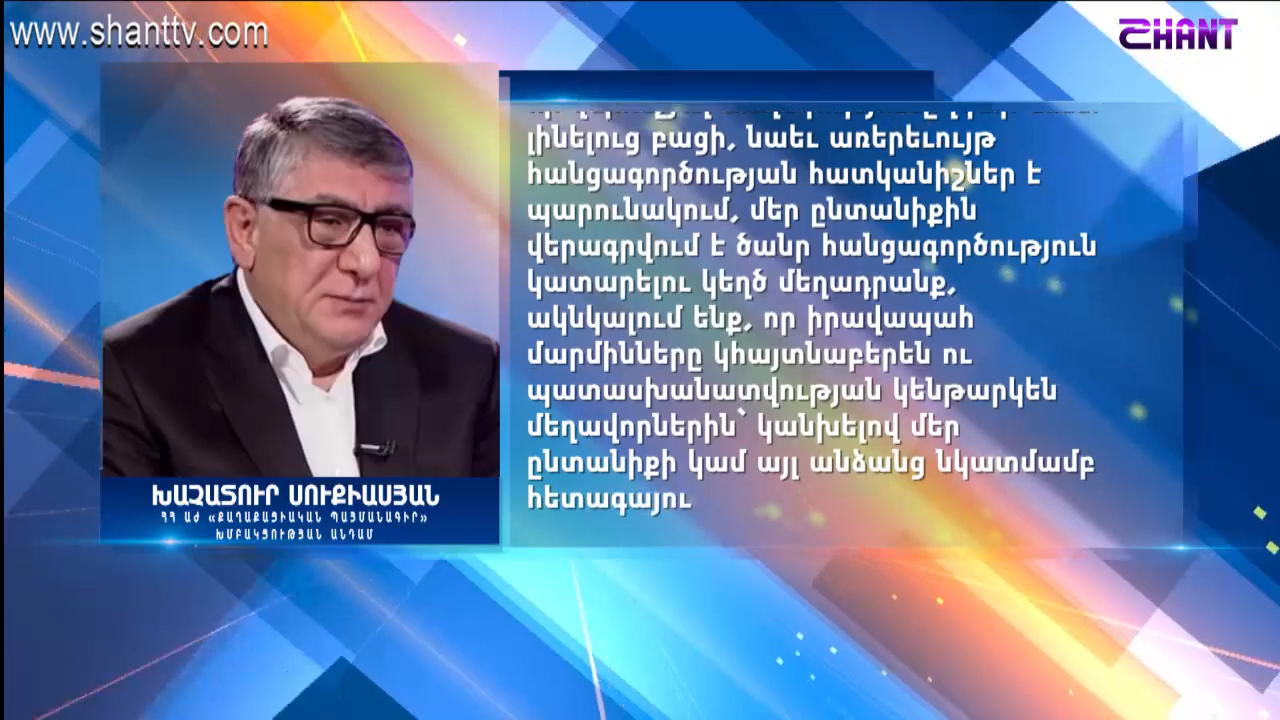 www.shanttv.com
SHANT
լինելուց բացի, նաեւ առերեւույթ
հանցագործության հատկանիշներ է
պարունակում, մեր ընտանիքին
վերագրվում է ծանր հանցագործություն
կատարելու կեղծ մեղադրանք,
ակնկալում ենք, որ իրավապահ
մարմինները կհայտնաբերեն ու
պատասխանատվության կենթարկեն
մեղավորներին՝ կանխելով մեր
ընտանիքի կամ այլ անձանց նկատմամբ
հետագայու
ԽԱՉԱՏՈՒՐ ՍՈՒՔԻԱՍՅԱՆ
ՀՀ ԱԺ «ՔԱՂԱՔԱՑԻԱԿԱՆ ՊԱՅՄԱՆԱԳԻՐ»
ԽՄԲԱԿՑՈՒԹՅԱՆ ԱՆԴԱՄ